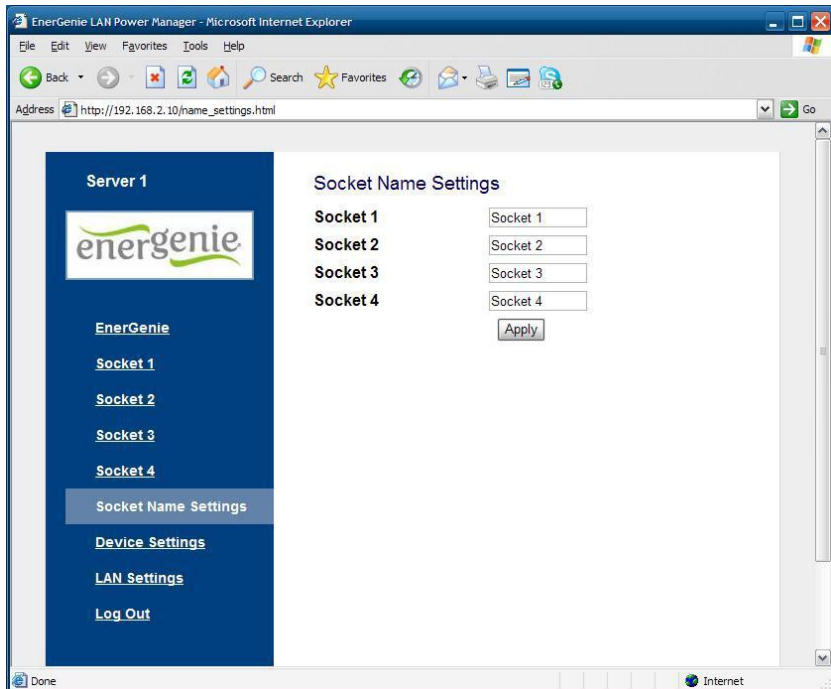 EnerGenie LAN Power Manager - Microsoft Internet Explorer
File Edit View Favorites Tools Help
Back Search Favorites
Address http://192.168.2.10/name_settings.html Go
Server 1
energenie
EnerGenie
Socket 1
Socket 2
Socket 3
Socket 4
Socket Name Settings
Device Settings
LAN Settings
Log Out
Socket Name Settings
Socket 1 Socket 1
Socket 2 Socket 2
Socket 3 Socket 3
Socket 4 Socket 4
Apply
Done Internet